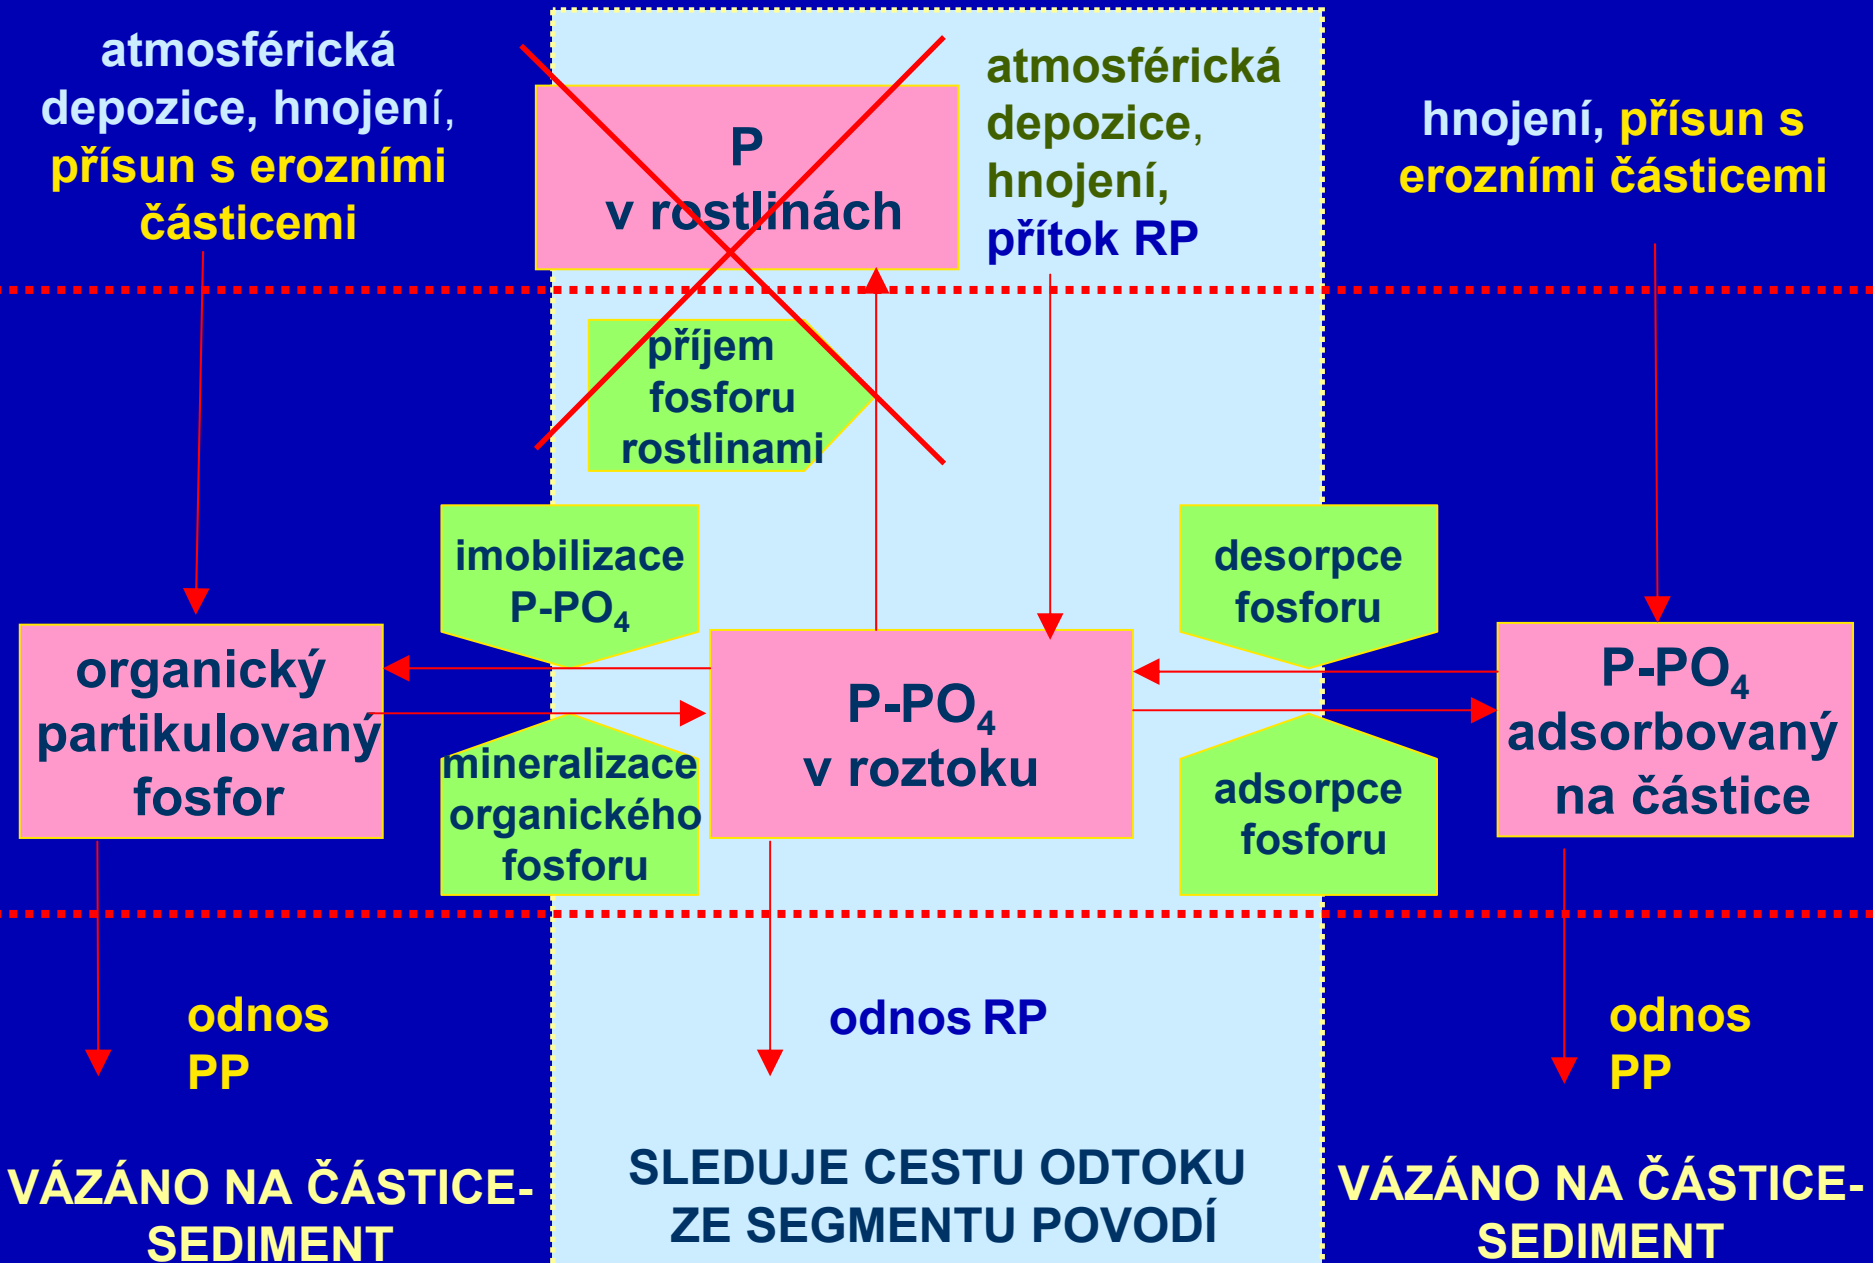 atmosférická
depozice, hnojení,
přísun s erozními
částicemi
P
v rostlinách
atmosférická
depozice,
hnojení,
přítok RP
hnojení, přísun s
erozními částicemi
příjem
fosforu
rostlinami
imobilizace
P-PO₄
desorpce
fosforu
organický
partikulovaný
fosfor
P-PO₄
v roztoku
P-PO₄
adsorbovaný
na částice
mineralizace
organického
fosforu
adsorpce
fosforu
odnos
PP
odnos RP
odnos
PP
VÁZÁNO NA ČÁSTICE-
SEDIMENT
SLEDUJE CESTU ODTOKU
ZE SEGMENTU POVODÍ
VÁZÁNO NA ČÁSTICE-
SEDIMENT